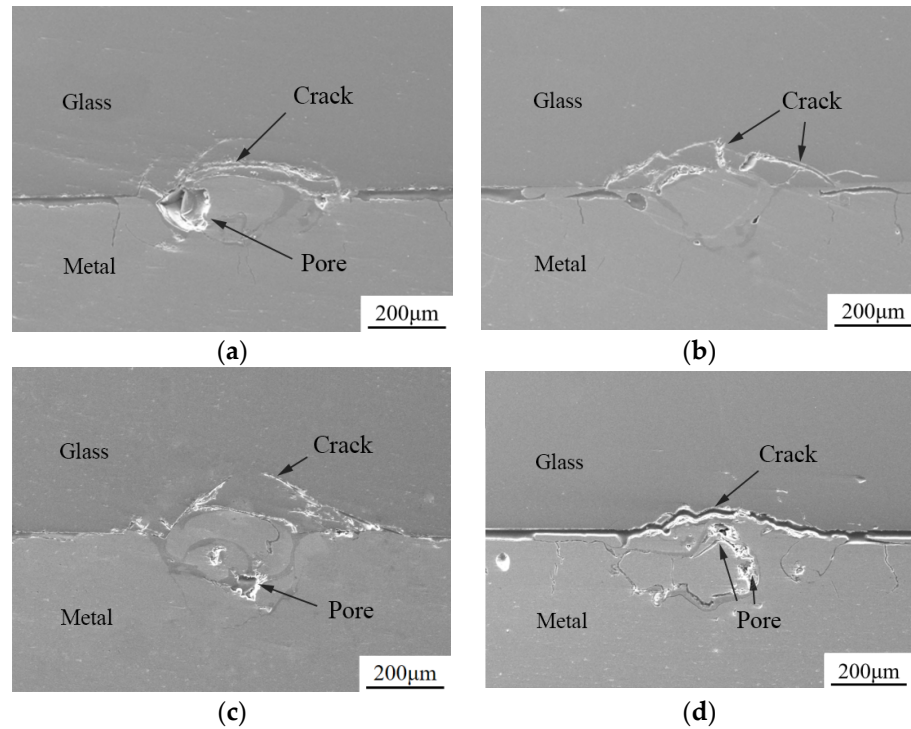 Glass
Crack
Metal
Pore
200μm
(a)
Glass
Crack
Metal
200μm
(b)
Glass
Crack
Metal
Pore
200μm
(c)
Glass
Crack
Metal
Pore
200μm
(d)